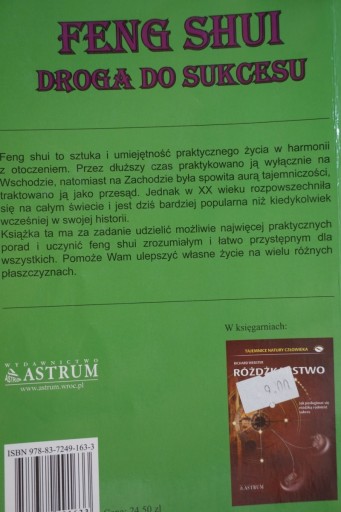 FENG SHUI
DROGA DO SUKCESU
Feng shui to sztuka i umiejętność praktycznego życia w harmonii
z otoczeniem. Przez dłuższy czas praktykowano ją wyłącznie na
Wschodzie, natomiast na Zachodzie była spowita aurą tajemniczości,
traktowano ją jako przesąd. Jednak w XX wieku rozpowszechniła
się na całym świecie i jest dziś bardziej popularna niż kiedykolwiek
wcześniej w swojej historii.
Książka ta ma za zadanie udzielić możliwie najwięcej praktycznych
porad i uczynić feng shui zrozumiałym i łatwo przystępnym dla
wszystkich. Pomoże Wam ulepszyć własne życie na wielu różnych
płaszczyznach.
W księgarniach:
TAJEMNICE NATURY CZŁOWIEKA
RÓŻDŻKARSTWO
9,00
ASTRUM
WYDAWNICTWO
ASTRUM
www.astrum.wroc.pl
ISBN 978-83-7249-163-3
Cena: 24,50 zł